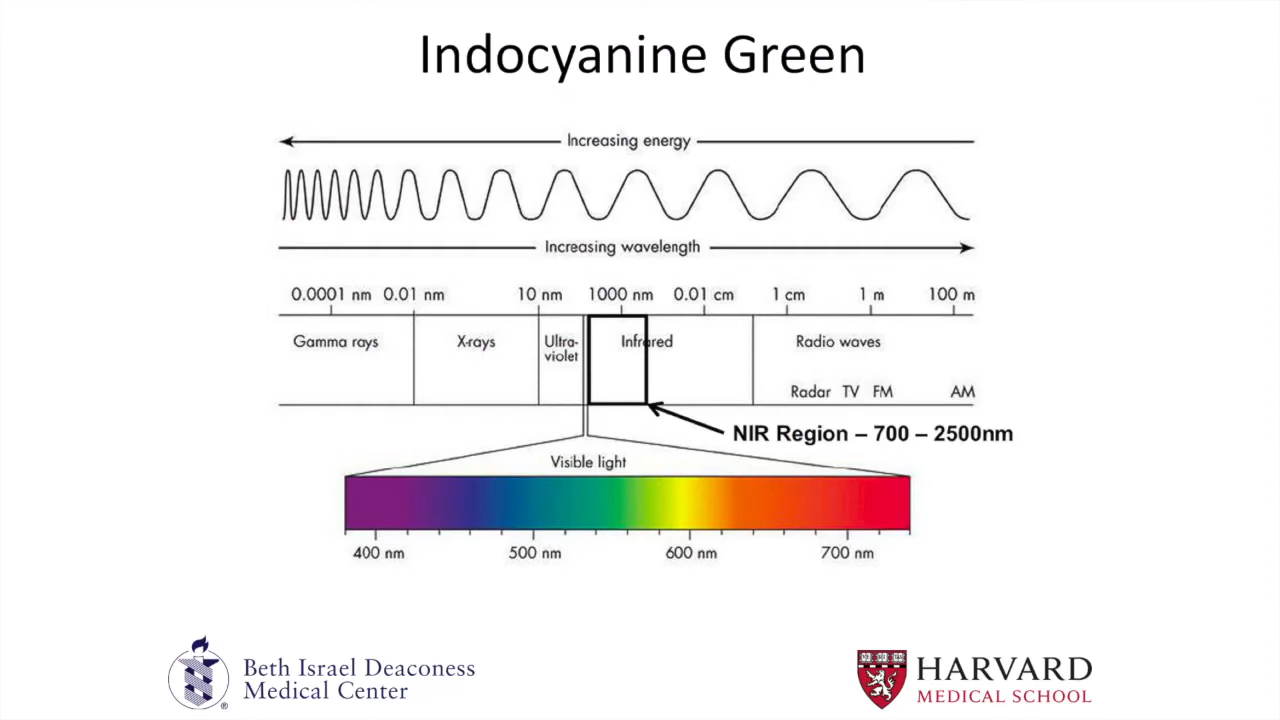 Indocyanine Green
Increasing energy
Increasing wavelength
0.0001 nm 0.01 nm 10 nm 1000 nm 0.01 cm 1 cm 1 m 100 m
Gamma rays X-rays Ultra-violet Infrared Radio waves
Radar TV FM AM
NIR Region – 700 – 2500nm
Visible light
400 nm 500 nm 600 nm 700 nm
Beth Israel Deaconess
Medical Center
®
HARVARD
MEDICAL SCHOOL